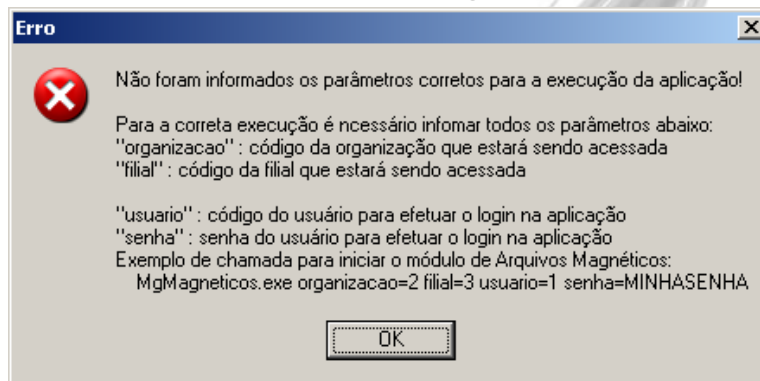 Erro
Não foram informados os parâmetros corretos para a execução da aplicação!
Para a correta execução é ncessário infomar todos os parâmetros abaixo:
"organizacao" : código da organização que estará sendo acessada
"filial" : código da filial que estará sendo acessada
"usuario" : código do usuário para efetuar o login na aplicação
"senha" : senha do usuário para efetuar o login na aplicação
Exemplo de chamada para iniciar o módulo de Arquivos Magnéticos:
MgMagneticos.exe organizacao=2 filial=3 usuario=1 senha=MINHASENHA
OK